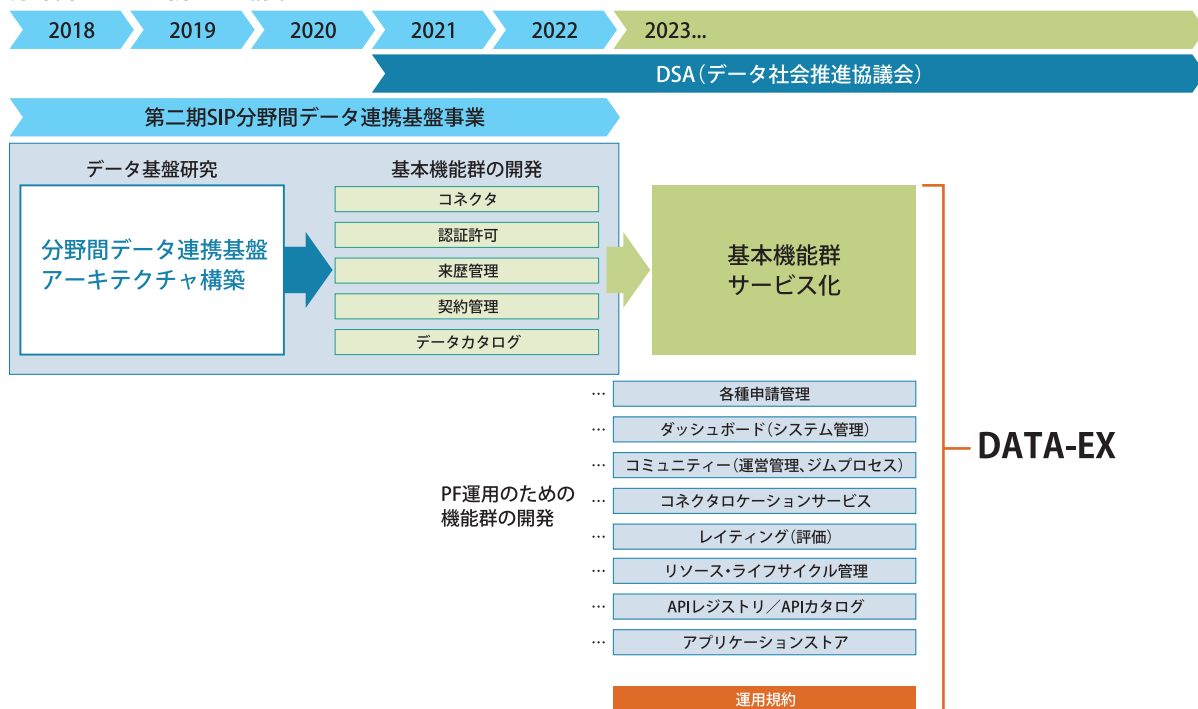 2018
2019
2020
2021
2022
2023...
DSA(データ社会推進協議会)
第二期SIP分野間データ連携基盤事業
データ基盤研究
分野間データ連携基盤
アーキテクチャ構築
基本機能群の開発
コネクタ
認証許可
来歴管理
契約管理
データカタログ
基本機能群
サービス化
PF運用のための
機能群の開発
… 各種申請管理
… ダッシュボード(システム管理)
… コミュニティー(運営管理、ジムプロセス)
… コネクタロケーションサービス
… レイティング(評価)
… リソース・ライフサイクル管理
… APIレジストリ／APIカタログ
… アプリケーションストア
運用規約
DATA-EX